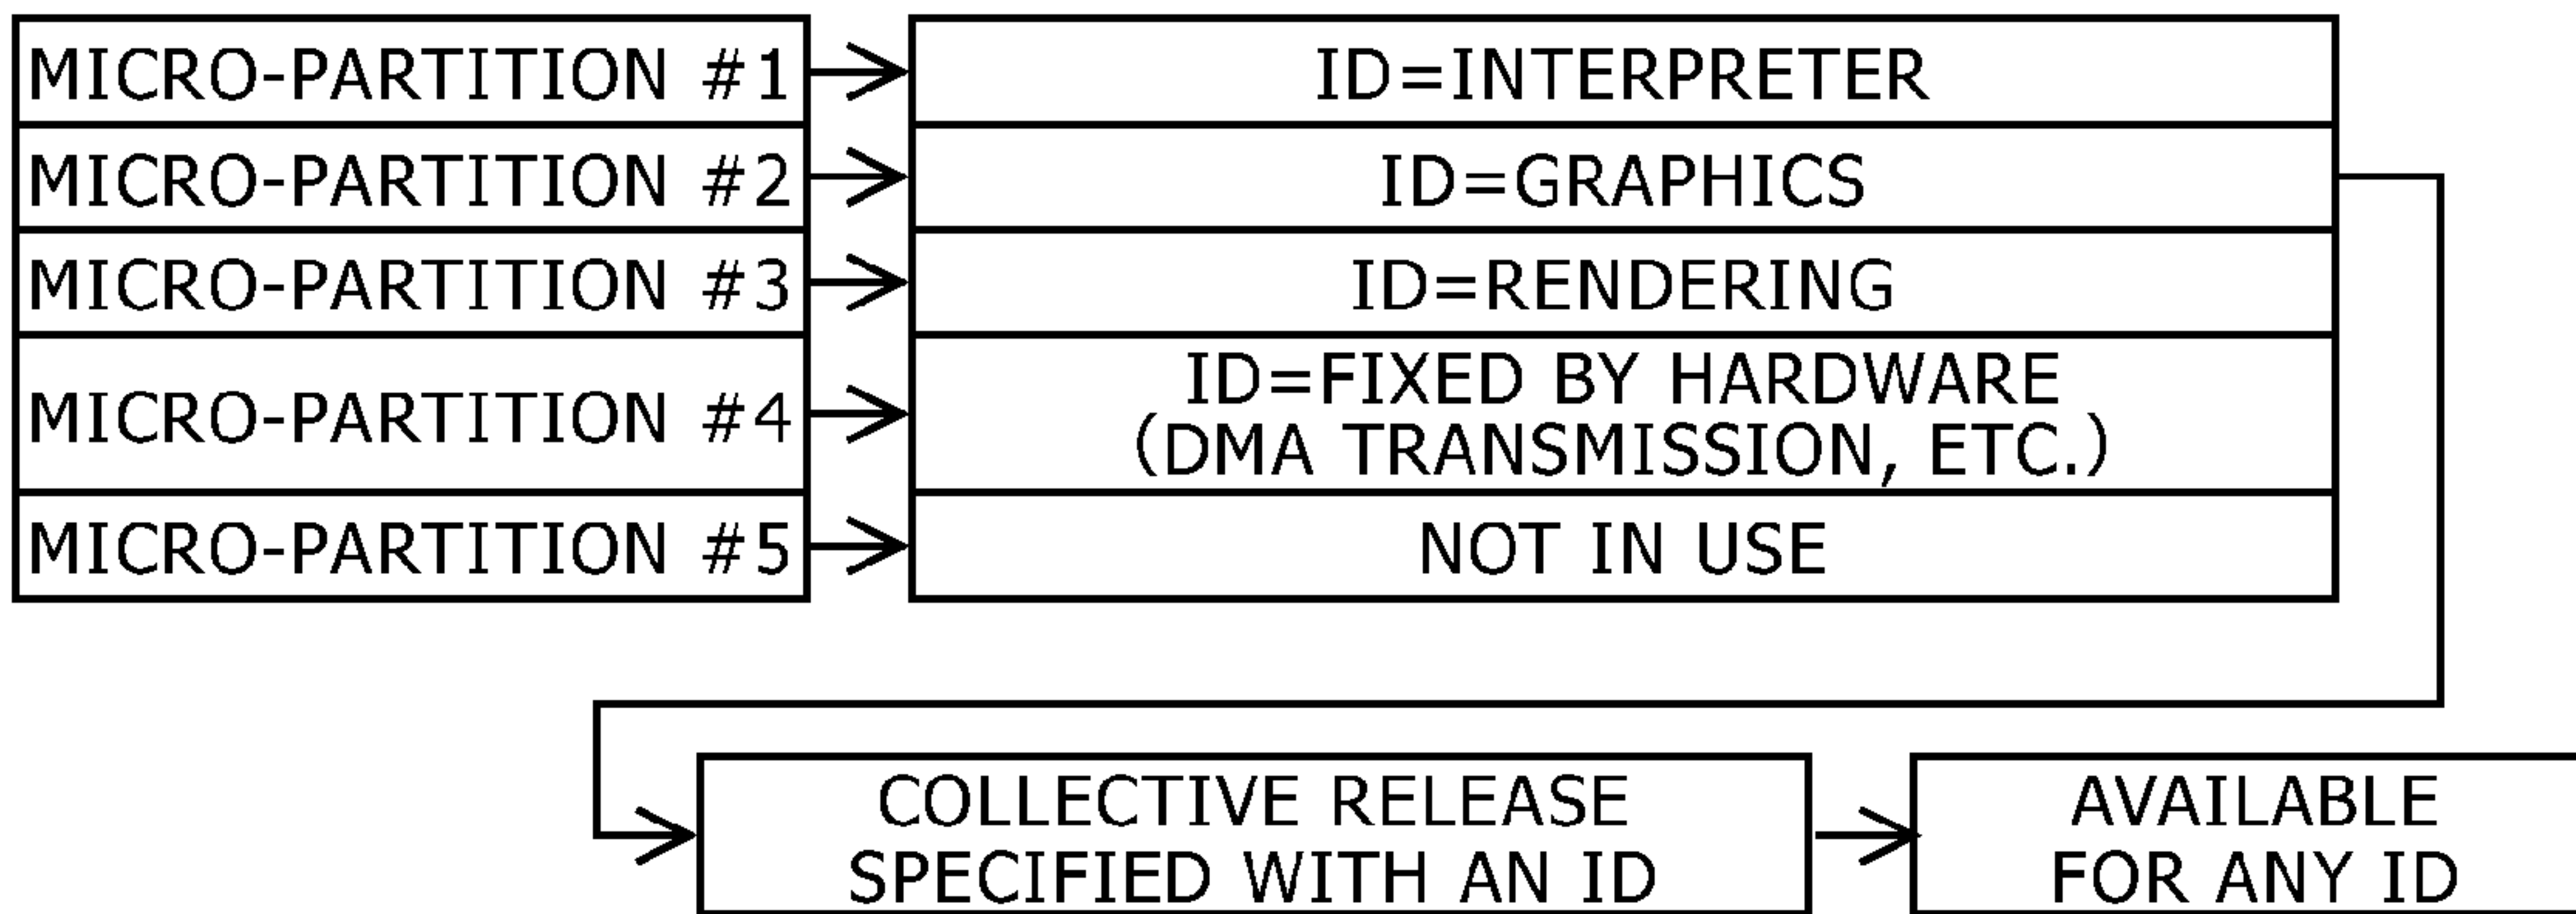 MICRO-PARTITION #1
ID=INTERPRETER
MICRO-PARTITION #2
ID=GRAPHICS
MICRO-PARTITION #3
ID=RENDERING
MICRO-PARTITION #4
ID=FIXED BY HARDWARE
(DMA TRANSMISSION, ETC.)
MICRO-PARTITION #5
NOT IN USE
COLLECTIVE RELEASE
SPECIFIED WITH AN ID
AVAILABLE
FOR ANY ID